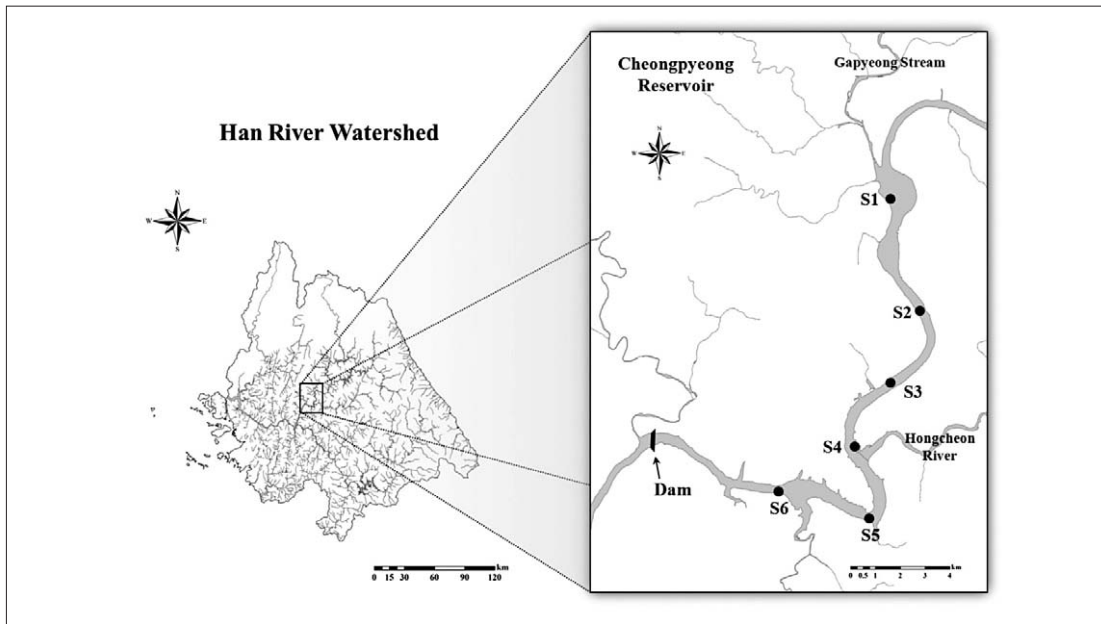 Han River Watershed
N
W E
S
km
0 15 30 60 90 120
Cheongpyeong
Reservoir
Gapyeong Stream
N
W E
S
S1
S2
S3
S4
Hongcheon
River
Dam
S6
S5
km
0 0.5 1 2 3 4